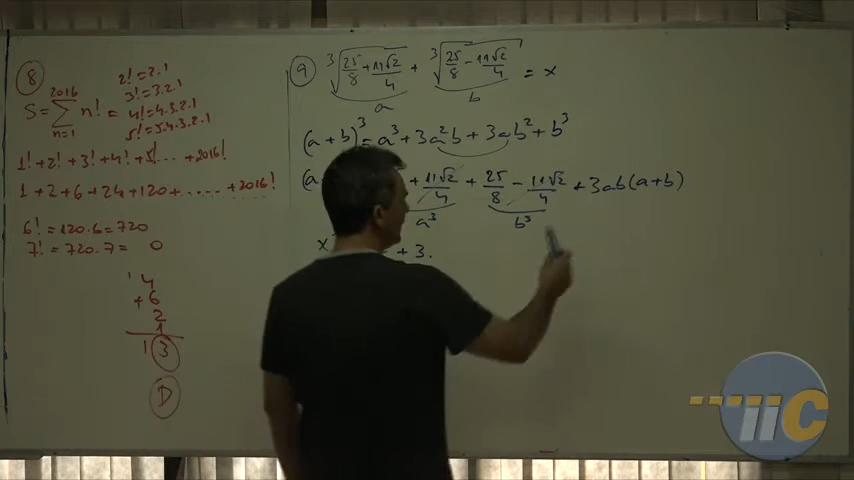 8
2! = 2.1
3! = 3.2.1
4! = 4.3.2.1
5! = 5.4.3.2.1
S = ∑_{n=1}^{2016} n! =
1! + 2! + 3! + 4! + 5! ... + 2016!
1 + 2 + 6 + 24 + 120 + ...... + 2016!
6! = 120.6 = 720
7! = 720.7 = 0
1 4
+ 6
2
1
1 3
D
9
∛(25/8 + 11√2/4) + ∛(25/8 - 11√2/4) = x
a b
(a + b)³ = a³ + 3a²b + 3ab² + b³
(a + 11√2/4 + 25/8 - 11√2/4 + 3ab(a+b)
a³ b³
x + 3.
TTC